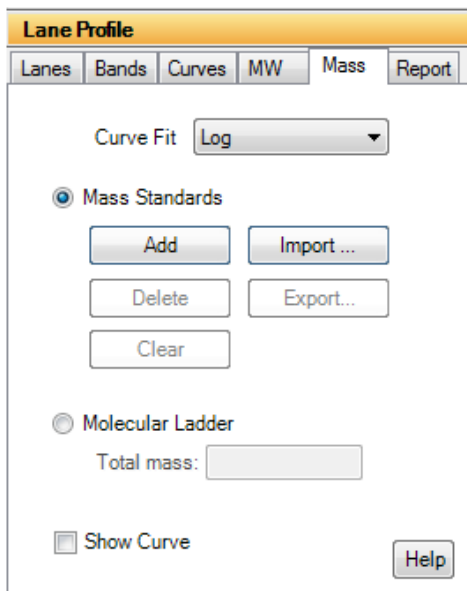 Lane Profile
Lanes Bands Curves MW Mass Report
Curve Fit Log
Mass Standards
Add Import ...
Delete Export...
Clear
Molecular Ladder
Total mass:
Show Curve
Help